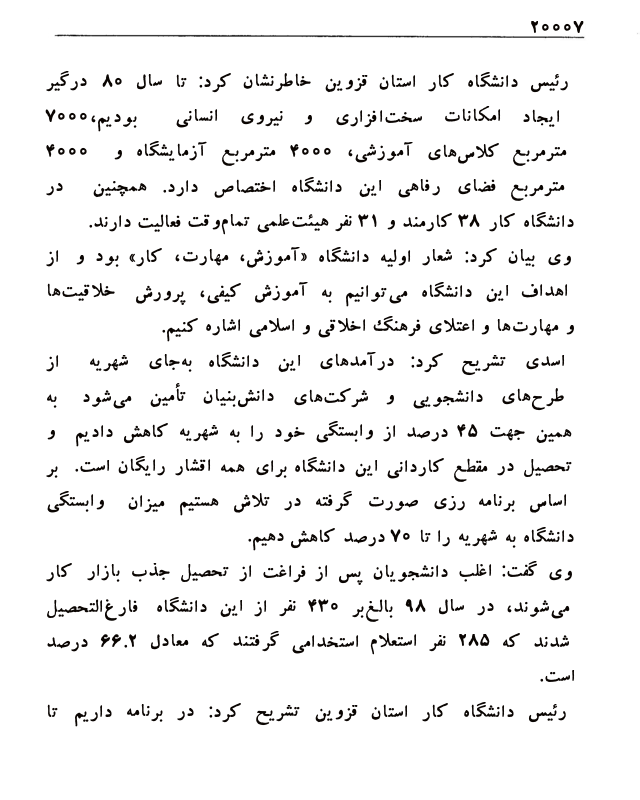 ۲۰۰۰۷
رئیس دانشگاه کار استان قزوین خاطرنشان کرد: تا سال ۸۰ درگیر
ایجاد امکانات سخت‌افزاری و نیروی انسانی بودیم،۷۰۰۰
مترمربع کلاس‌های آموزشی، ۴۰۰۰ مترمربع آزمایشگاه و ۴۰۰۰
مترمربع فضای رفاهی این دانشگاه اختصاص دارد. همچنین در
دانشگاه کار ۳۸ کارمند و ۳۱ نفر هیئت‌علمی تمام‌وقت فعالیت دارند.
وی بیان کرد: شعار اولیه دانشگاه «آموزش، مهارت، کار» بود و از
اهداف این دانشگاه می‌توانیم به آموزش کیفی، پرورش خلاقیت‌ها
و مهارت‌ها و اعتلای فرهنگ اخلاقی و اسلامی اشاره کنیم.
اسدی تشریح کرد: درآمدهای این دانشگاه به‌جای شهریه از
طرح‌های دانشجویی و شرکت‌های دانش‌بنیان تأمین می‌شود به
همین جهت ۴۵ درصد از وابستگی خود را به شهریه کاهش دادیم و
تحصیل در مقطع کاردانی این دانشگاه برای همه اقشار رایگان است. بر
اساس برنامه رزی صورت گرفته در تلاش هستیم میزان وابستگی
دانشگاه به شهریه را تا ۷۰ درصد کاهش دهیم.
وی گفت: اغلب دانشجویان پس از فراغت از تحصیل جذب بازار کار
می‌شوند، در سال ۹۸ بالغ‌بر ۴۳۰ نفر از این دانشگاه فارغ‌التحصیل
شدند که ۲۸۵ نفر استعلام استخدامی گرفتند که معادل ۶۶.۲ درصد
است.
رئیس دانشگاه کار استان قزوین تشریح کرد: در برنامه داریم تا